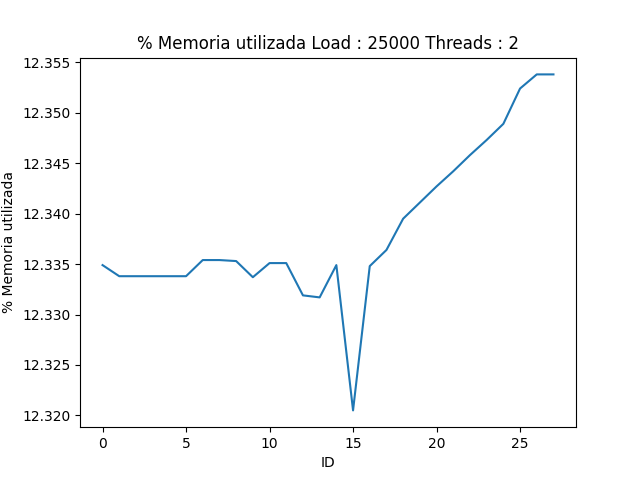 % Memoria utilizada Load : 25000 Threads : 2
% Memoria utilizada
12.355
12.350
12.345
12.340
12.335
12.330
12.325
12.320
0 5 10 15 20 25
ID